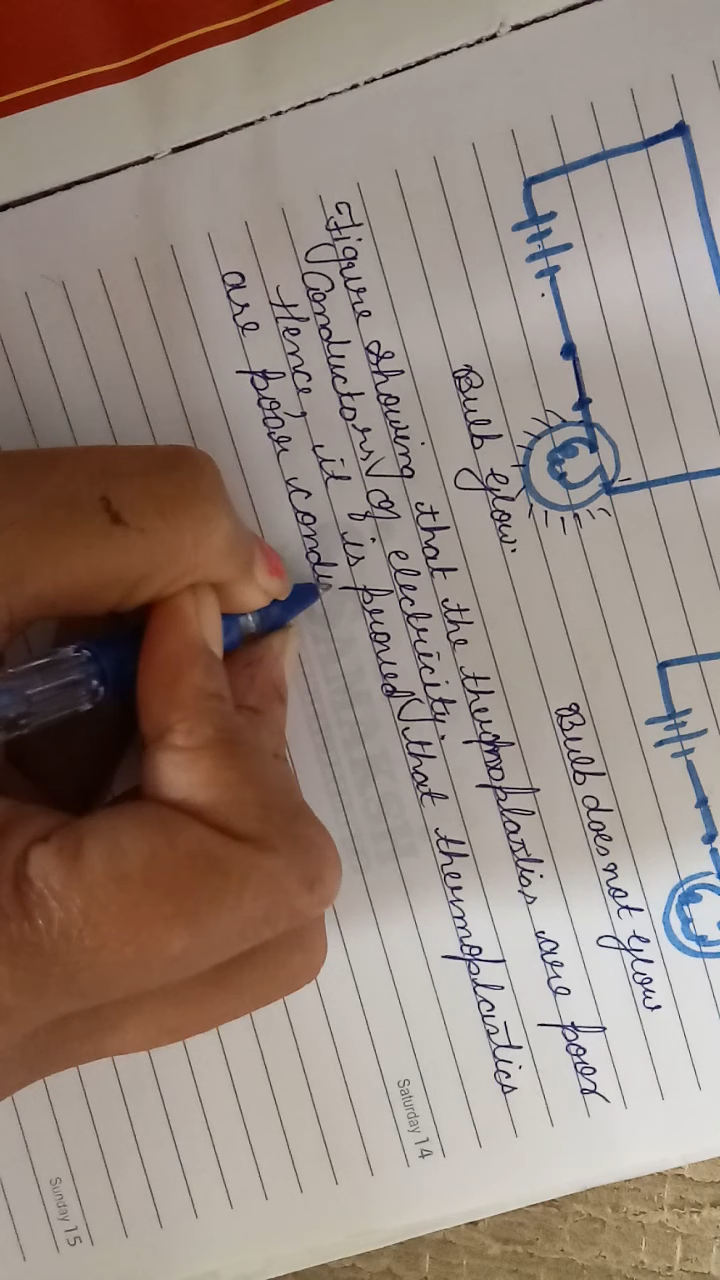 Bulb glow.
Bulb does not glow
Figure showing that the thermoplastics are poor
Conductors of electricity.
Hence, it is proved that thermoplastics
are poor condu
Saturday 14
Sunday 15